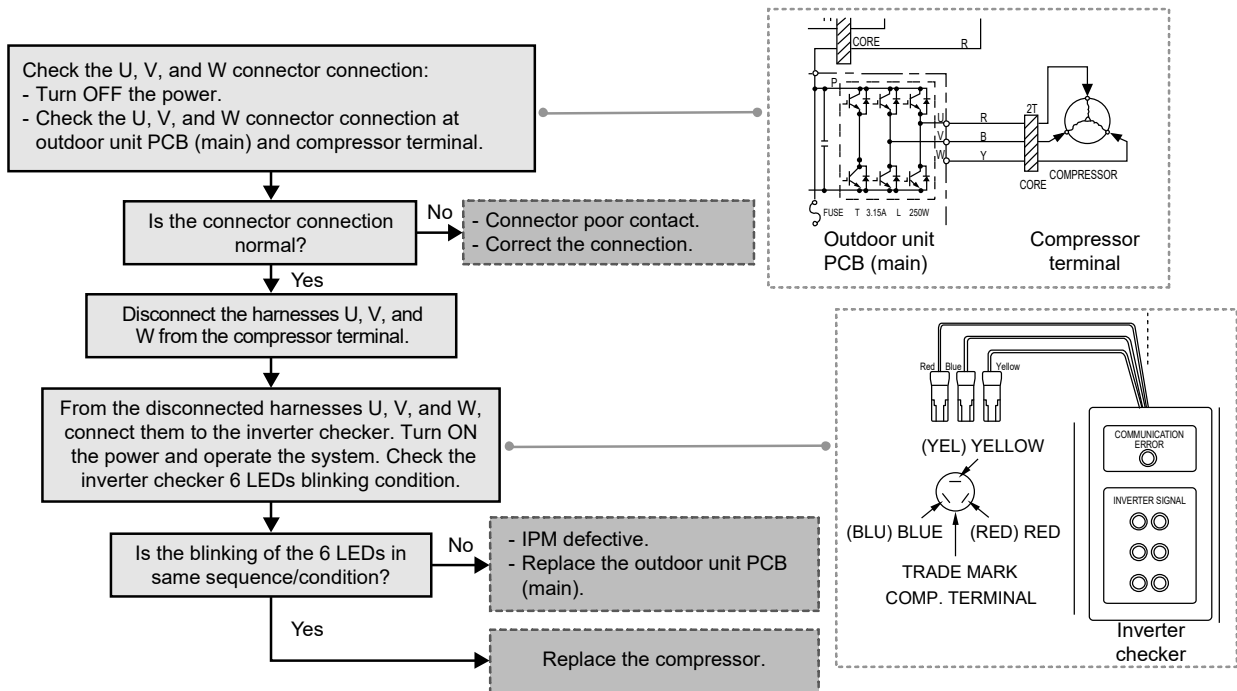 Check the U, V, and W connector connection:
- Turn OFF the power.
- Check the U, V, and W connector connection at
outdoor unit PCB (main) and compressor terminal.
Is the connector connection
normal?
No
- Connector poor contact.
- Correct the connection.
Yes
Disconnect the harnesses U, V, and
W from the compressor terminal.
From the disconnected harnesses U, V, and W,
connect them to the inverter checker. Turn ON
the power and operate the system. Check the
inverter checker 6 LEDs blinking condition.
Is the blinking of the 6 LEDs in
same sequence/condition?
No
- IPM defective.
- Replace the outdoor unit PCB
(main).
Yes
Replace the compressor.
CORE
R
P
U
R
V
B
W
Y
2T
CORE
COMPRESSOR
FUSE T 3.15A L 250W
Outdoor unit
PCB (main)
Compressor
terminal
Red
Blue
Yellow
(YEL) YELLOW
(BLU) BLUE
(RED) RED
TRADE MARK
COMP. TERMINAL
COMMUNICATION
ERROR
INVERTER SIGNAL
Inverter
checker